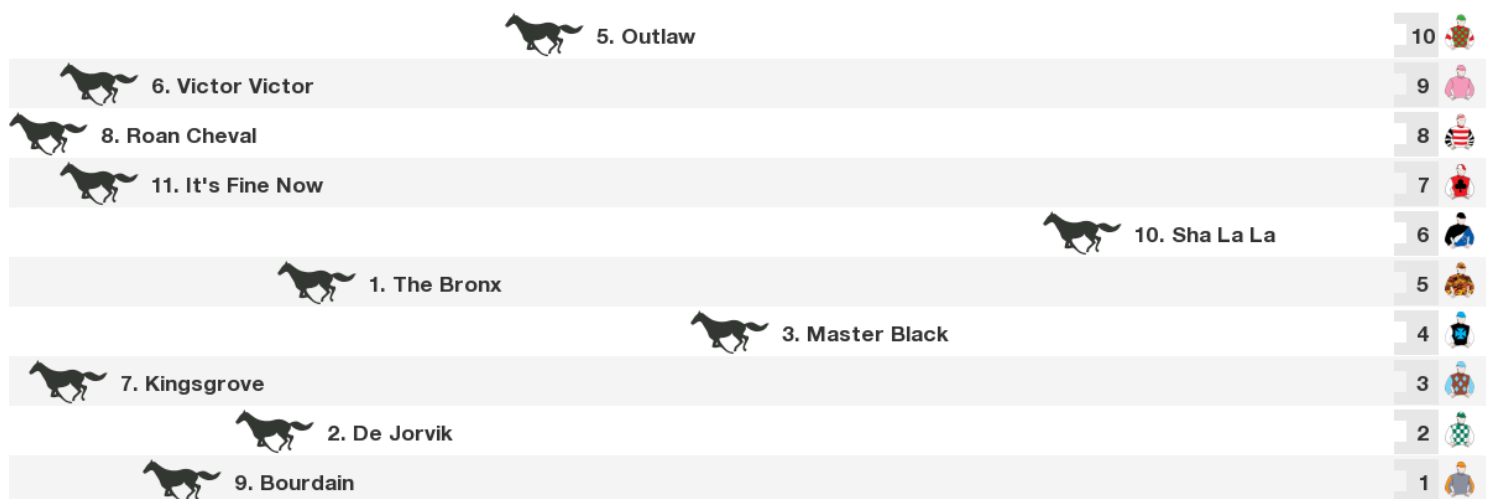 5. Outlaw 10
6. Victor Victor 9
8. Roan Cheval 8
11. It's Fine Now 7
10. Sha La La 6
1. The Bronx 5
3. Master Black 4
7. Kingsgrove 3
2. De Jorvik 2
9. Bourdain 1